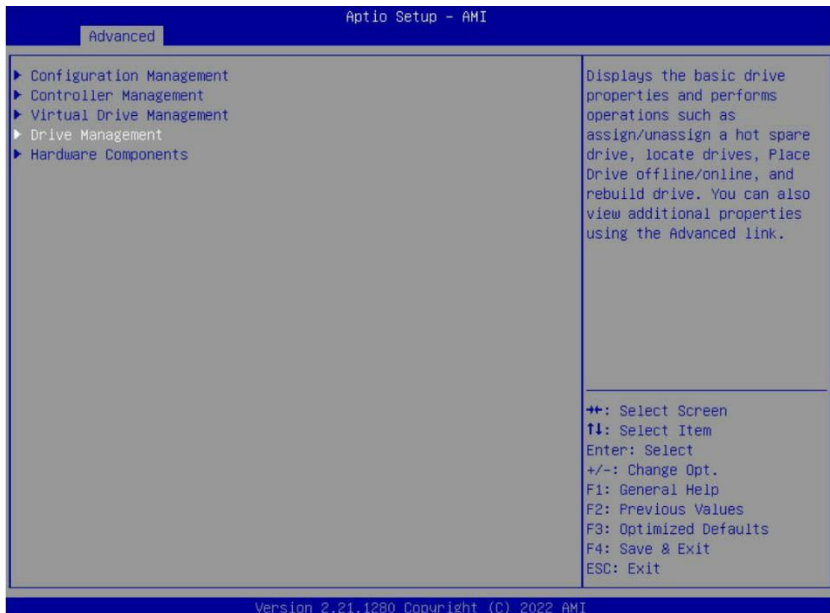 Aptio Setup - AMI
Advanced
Configuration Management
Controller Management
Virtual Drive Management
Drive Management
Hardware Components
Displays the basic drive
properties and performs
operations such as
assign/unassign a hot spare
drive, locate drives, Place
Drive offline/online, and
rebuild drive. You can also
view additional properties
using the Advanced link.
→←: Select Screen
↑↓: Select Item
Enter: Select
+/-: Change Opt.
F1: General Help
F2: Previous Values
F3: Optimized Defaults
F4: Save & Exit
ESC: Exit
Version 2.21.1280 Copyright (C) 2022 AMI